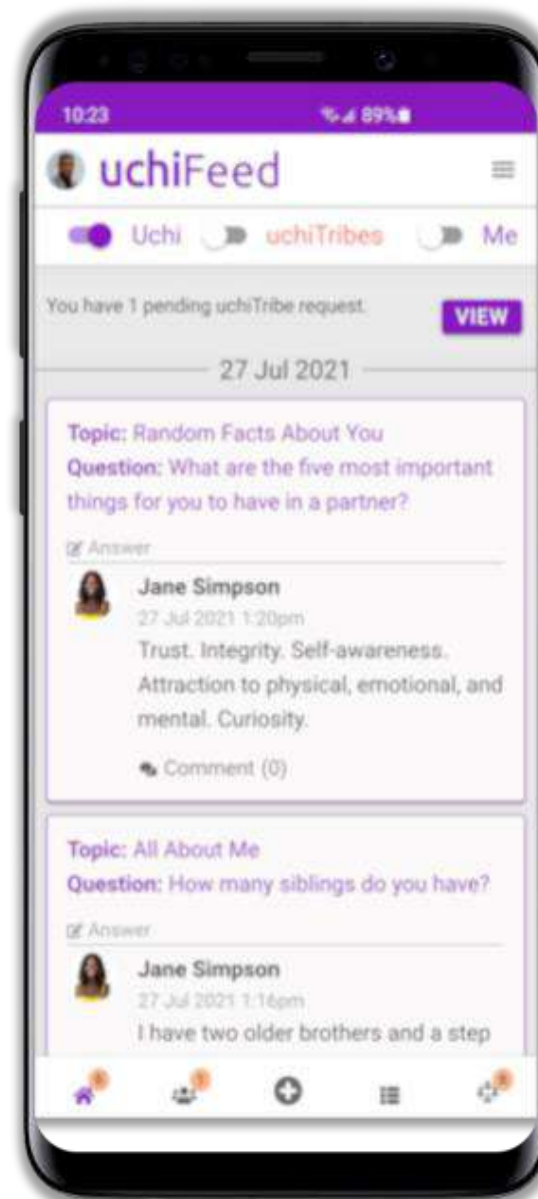 10:23 89%
uchiFeed
Uchi uchiTribes Me
You have 1 pending uchiTribe request.
VIEW
27 Jul 2021
Topic: Random Facts About You
Question: What are the five most important
things for you to have in a partner?
Answer
Jane Simpson
27 Jul 2021 1:20pm
Trust. Integrity. Self-awareness.
Attraction to physical, emotional, and
mental. Curiosity.
Comment (0)
Topic: All About Me
Question: How many siblings do you have?
Answer
Jane Simpson
27 Jul 2021 1:16pm
I have two older brothers and a step